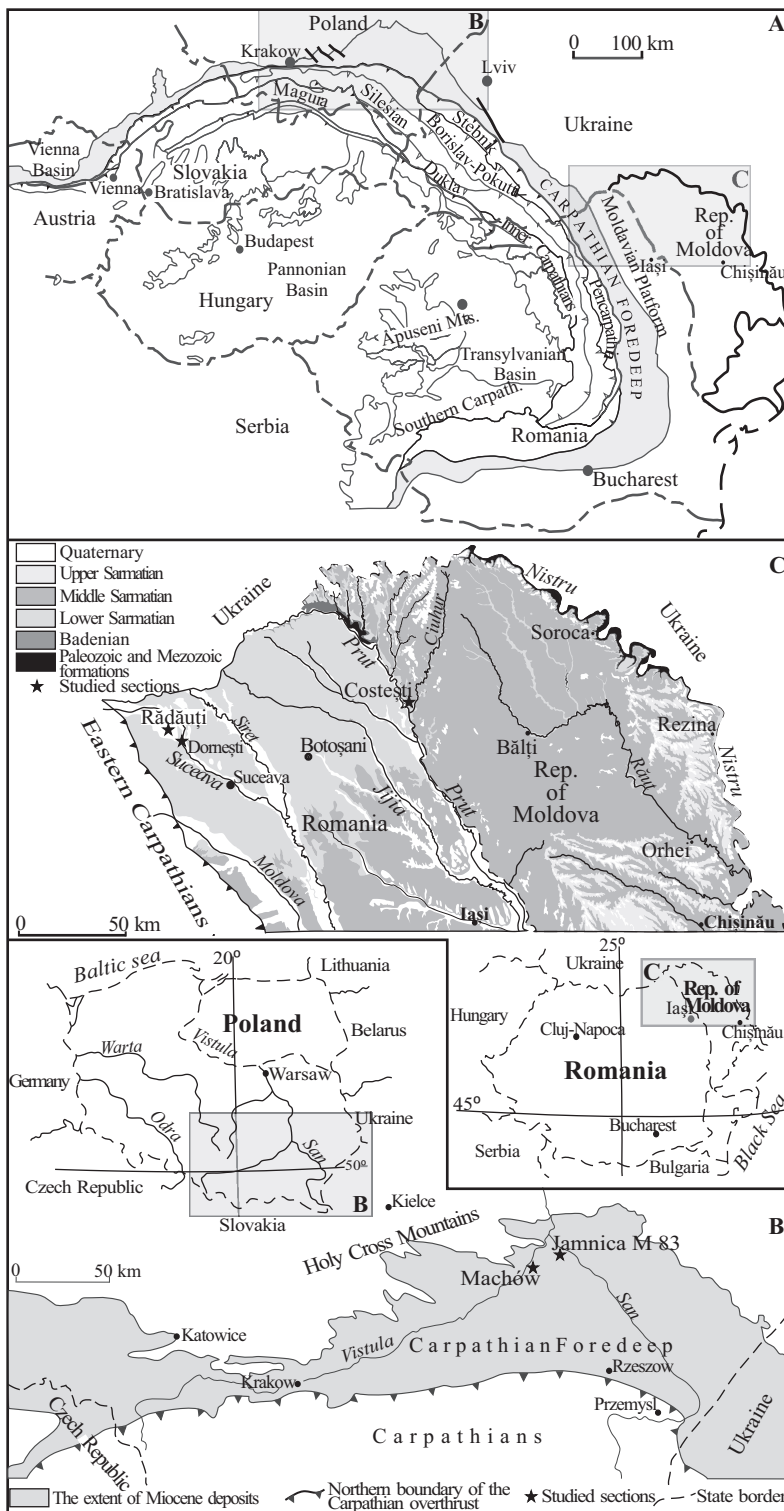 A
Poland
B
Krakow
0 100 km
Lviv
Magura
Silesian
Stebnik
Borislav-Pokuttia
Ukraine
Vienna
Basin
Slovakia
Vienna
Bratislava
Dukla
C
CARPATHIAN FOREDEEP
Moldavian Platform
Rep.
of
Moldova
Austria
Inner Carpathians
Iași
Chișinău
Budapest
Pannonian
Basin
Hungary
Apuseni Mts.
Transylvanian
Basin
Southern Carpath.
Serbia
Romania
Bucharest
C
Quaternary
Upper Sarmatian
Middle Sarmatian
Lower Sarmatian
Badenian
Paleozoic and Mezozoic
formations
Studied sections
Ukraine
Nistru
Ukraine
Soroca
Ciuhur
Prut
Costești
Rădăuți
Siret
Dornești
Botoșani
Bălți
Rezina
Suceava
Suceava
Rep.
of
Moldova
Răut
Nistru
Eastern Carpathians
Romania
Jijia
Prut
Orhei
Moldova
0 50 km
Iași
Chișinău
20º
Baltic sea
Lithuania
Poland
Belarus
Vistula
Warta
Warsaw
Germany
Odra
Ukraine
San
50º
Czech Republic
B
Slovakia
25º
Ukraine
C
Rep. of
Moldova
Hungary
Iași
Cluj-Napoca
Chișinău
Romania
45º
Bucharest
Black Sea
Serbia
Bulgaria
B
Kielce
Holy Cross Mountains
0 50 km
Jamnica M 83
Machów
San
Katowice
Vistula
Carpathian Foredeep
Rzeszow
Krakow
Przemysl
Czech Republic
Carpathians
Ukraine
The extent of Miocene deposits
Northern boundary of the
Carpathian overthrust
Studied sections
State border